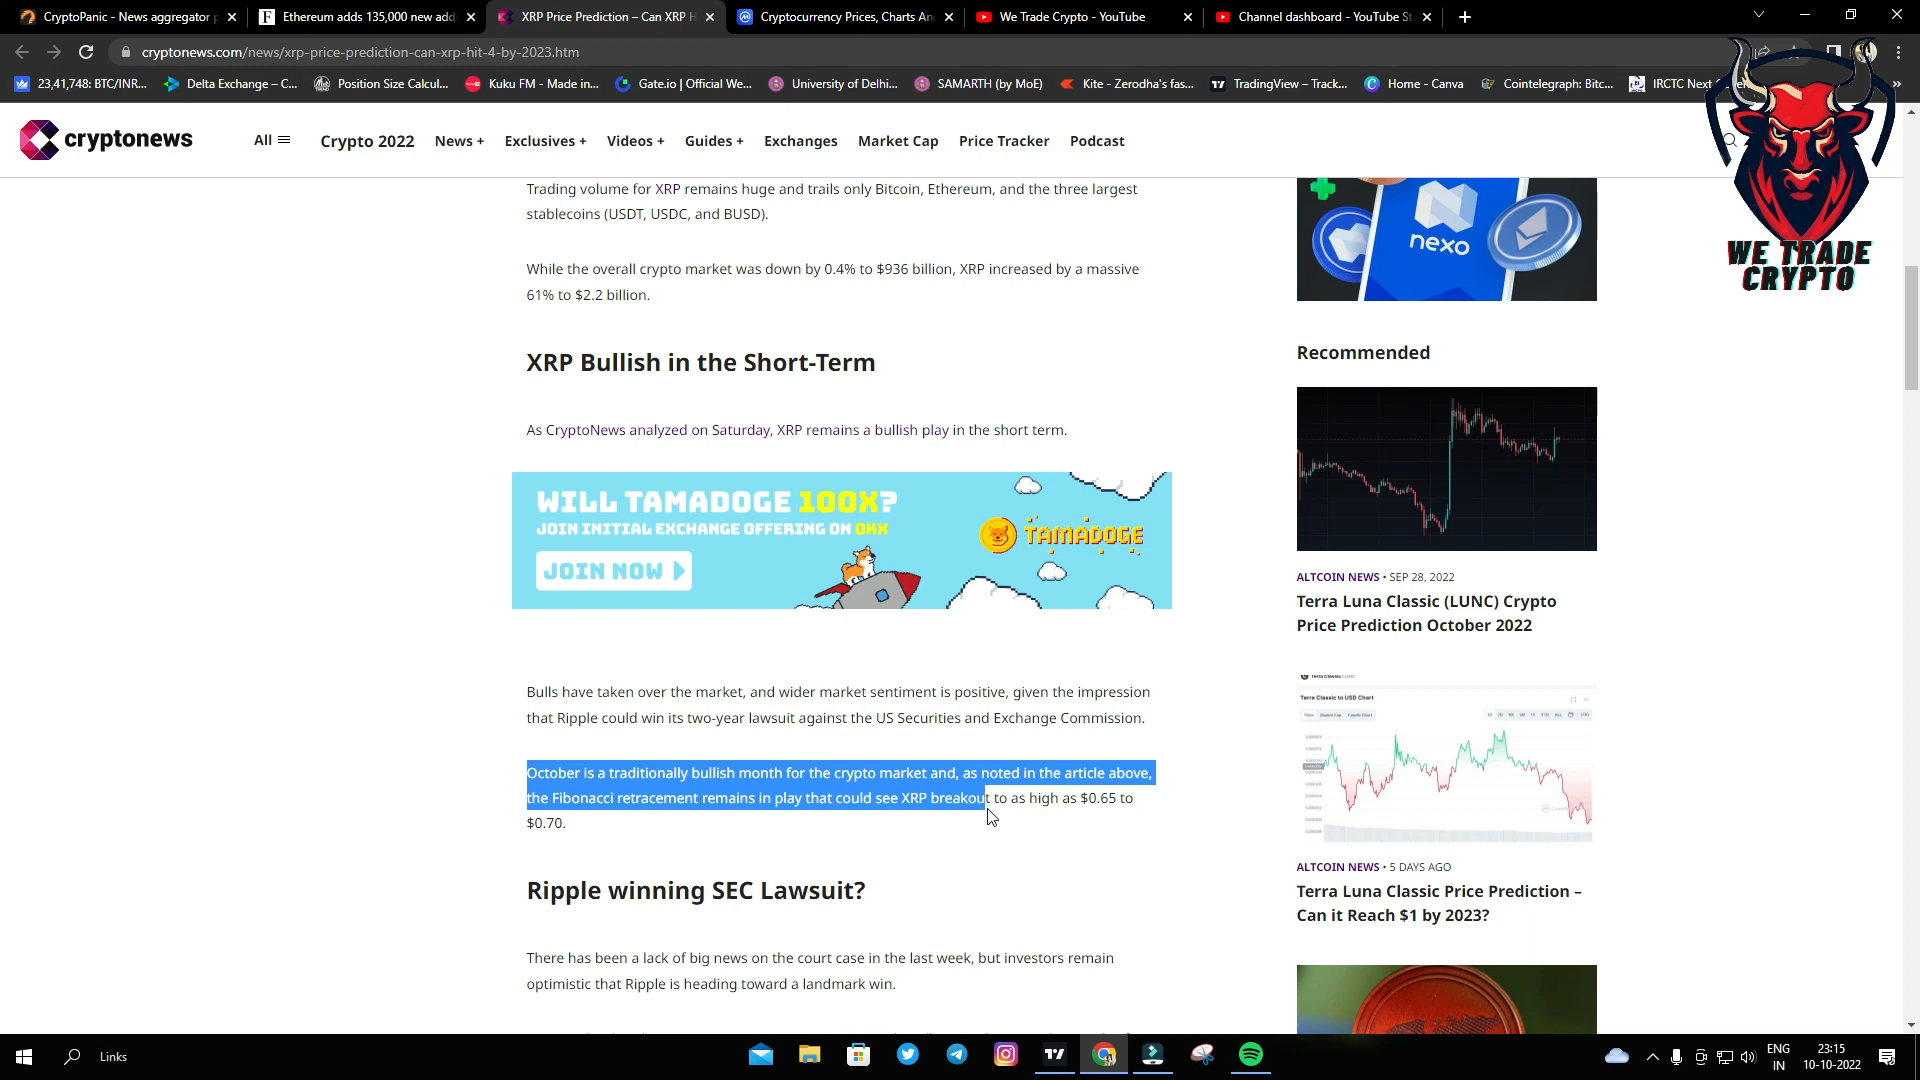 CryptoPanic - News aggregator p
Ethereum adds 135,000 new add
XRP Price Prediction – Can XRP H
Cryptocurrency Prices, Charts An
We Trade Crypto - YouTube
Channel dashboard - YouTube St
cryptonews.com/news/xrp-price-prediction-can-xrp-hit-4-by-2023.htm
23,41,748: BTC/INR...
Delta Exchange – C...
Position Size Calcul...
Kuku FM - Made in...
Gate.io | Official We...
University of Delhi...
SAMARTH (by MoE)
Kite - Zerodha's fas...
TradingView – Track...
Home - Canva
Cointelegraph: Bitc...
IRCTC Next
cryptonews
All
Crypto 2022
News +
Exclusives +
Videos +
Guides +
Exchanges
Market Cap
Price Tracker
Podcast
WE TRADE
CRYPTO
Trading volume for XRP remains huge and trails only Bitcoin, Ethereum, and the three largest
stablecoins (USDT, USDC, and BUSD).
While the overall crypto market was down by 0.4% to $936 billion, XRP increased by a massive
61% to $2.2 billion.
XRP Bullish in the Short-Term
As CryptoNews analyzed on Saturday, XRP remains a bullish play in the short term.
WILL TAMADOGE 100X?
JOIN INITIAL EXCHANGE OFFERING ON OKX
JOIN NOW
TAMADOGE
Bulls have taken over the market, and wider market sentiment is positive, given the impression
that Ripple could win its two-year lawsuit against the US Securities and Exchange Commission.
October is a traditionally bullish month for the crypto market and, as noted in the article above,
the Fibonacci retracement remains in play that could see XRP breakout to as high as $0.65 to
$0.70.
Ripple winning SEC Lawsuit?
There has been a lack of big news on the court case in the last week, but investors remain
optimistic that Ripple is heading toward a landmark win.
nexo
Recommended
ALTCOIN NEWS • SEP 28, 2022
Terra Luna Classic (LUNC) Crypto
Price Prediction October 2022
Terra Classic to USD Chart
ALTCOIN NEWS • 5 DAYS AGO
Terra Luna Classic Price Prediction –
Can it Reach $1 by 2023?
Links
ENG
IN
23:15
10-10-2022